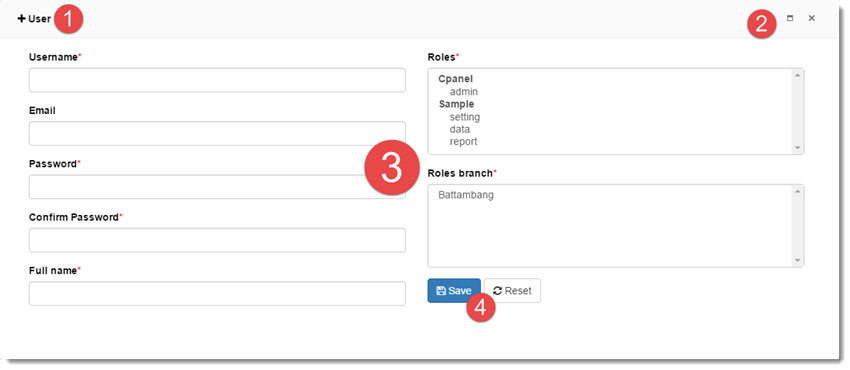 User 1
2
Username*
Email
Password*
Confirm Password*
Full name*
3
Roles*
Cpanel
admin
Sample
setting
data
report
Roles branch*
Battambang
Save Reset
4